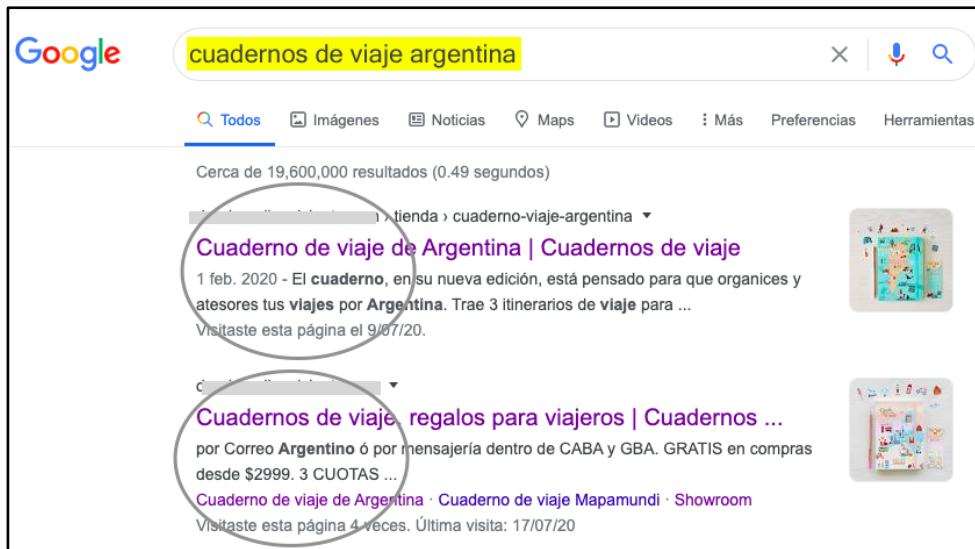 Google
cuadernos de viaje argentina
Todos Imágenes Noticias Maps Videos Más Preferencias Herramientas
Cerca de 19,600,000 resultados (0.49 segundos)
› tienda › cuaderno-viaje-argentina
Cuaderno de viaje de Argentina | Cuadernos de viaje
1 feb. 2020 - El cuaderno, en su nueva edición, está pensado para que organices y
atesores tus viajes por Argentina. Trae 3 itinerarios de viaje para ...
Visitaste esta página el 9/07/20.
Cuadernos de viaje, regalos para viajeros | Cuadernos ...
por Correo Argentino ó por mensajería dentro de CABA y GBA. GRATIS en compras
desde $2999. 3 CUOTAS ...
Cuaderno de viaje de Argentina · Cuaderno de viaje Mapamundi · Showroom
Visitaste esta página 4 veces. Última visita: 17/07/20